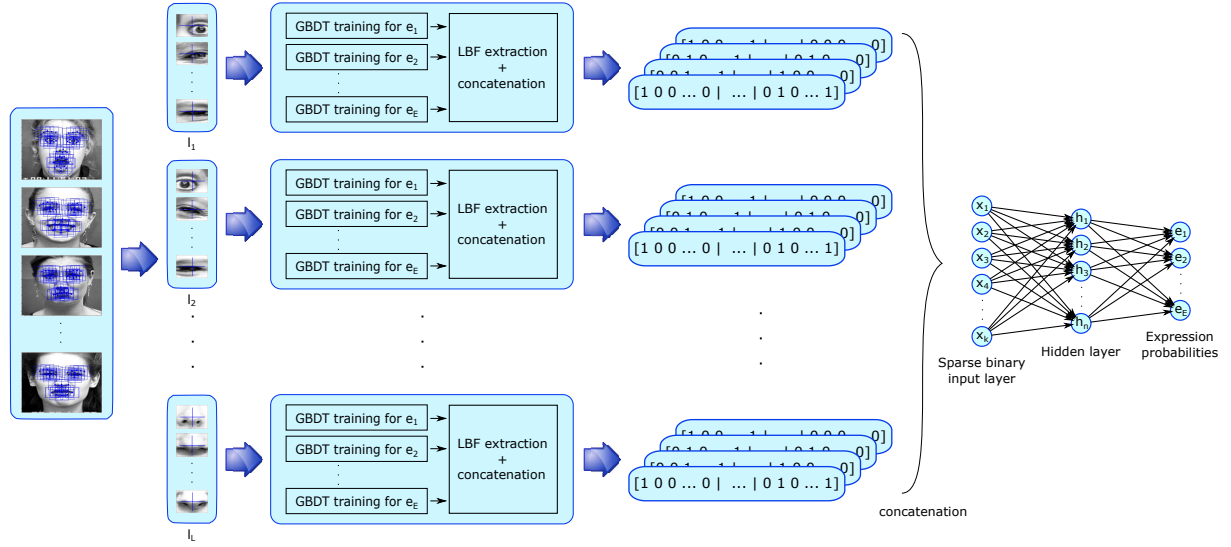 GBDT training for e1
GBDT training for e2
GBDT training for eE
LBF extraction
+
concatenation
[1 0 0 ... 0 | ... | 0 1 0 ... 1]
l1
GBDT training for e1
GBDT training for e2
GBDT training for eE
LBF extraction
+
concatenation
[1 0 0 ... 0 | ... | 0 1 0 ... 1]
l2
GBDT training for e1
GBDT training for e2
GBDT training for eE
LBF extraction
+
concatenation
[1 0 0 ... 0 | ... | 0 1 0 ... 1]
lL
concatenation
x1
x2
x3
x4
xk
Sparse binary
input layer
h1
h2
h3
hn
Hidden layer
e1
e2
eE
Expression
probabilities